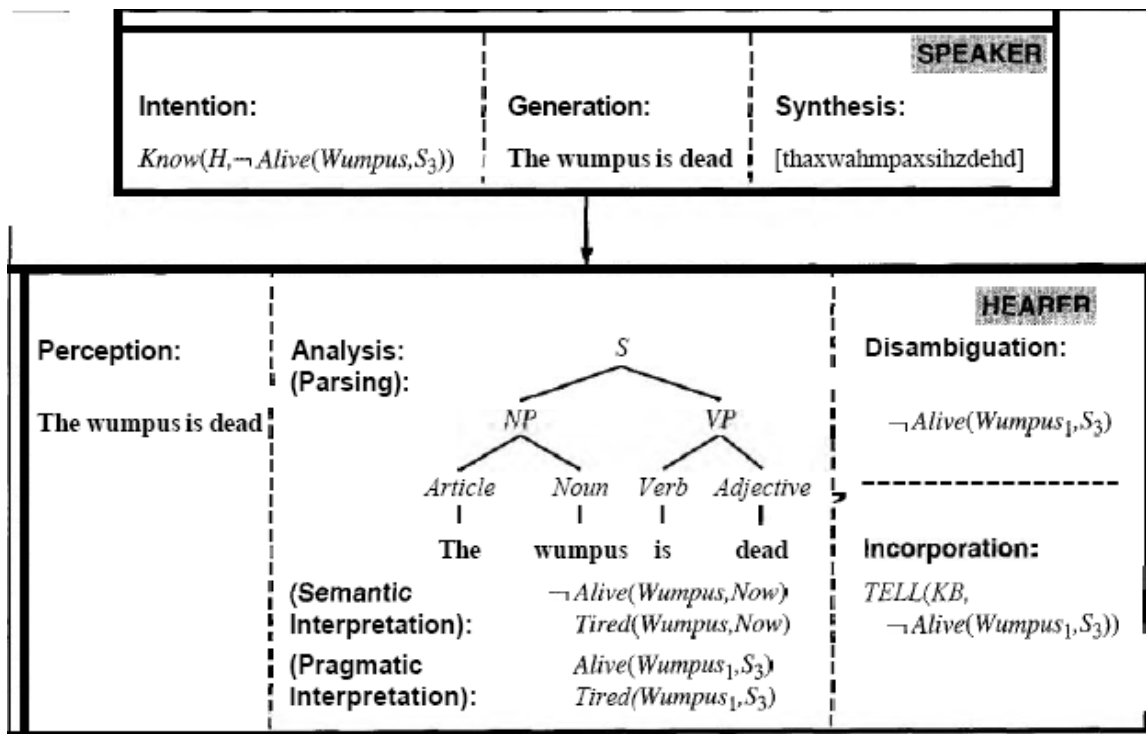 SPEAKER
Intention: Generation: Synthesis:
Know(H,¬Alive(Wumpus,S₃)) The wumpus is dead [thaxwahmpaxsihzdehd]
HEARER
Perception:
The wumpus is dead
Analysis:
(Parsing):
S
NP VP
Article Noun Verb Adjective
The wumpus is dead
(Semantic ¬Alive(Wumpus,Now)
Interpretation): Tired(Wumpus,Now)
(Pragmatic Alive(Wumpus₁,S₃)
Interpretation): Tired(Wumpus₁,S₃)
Disambiguation:
¬Alive(Wumpus₁,S₃)
Incorporation:
TELL(KB,
¬Alive(Wumpus₁,S₃))